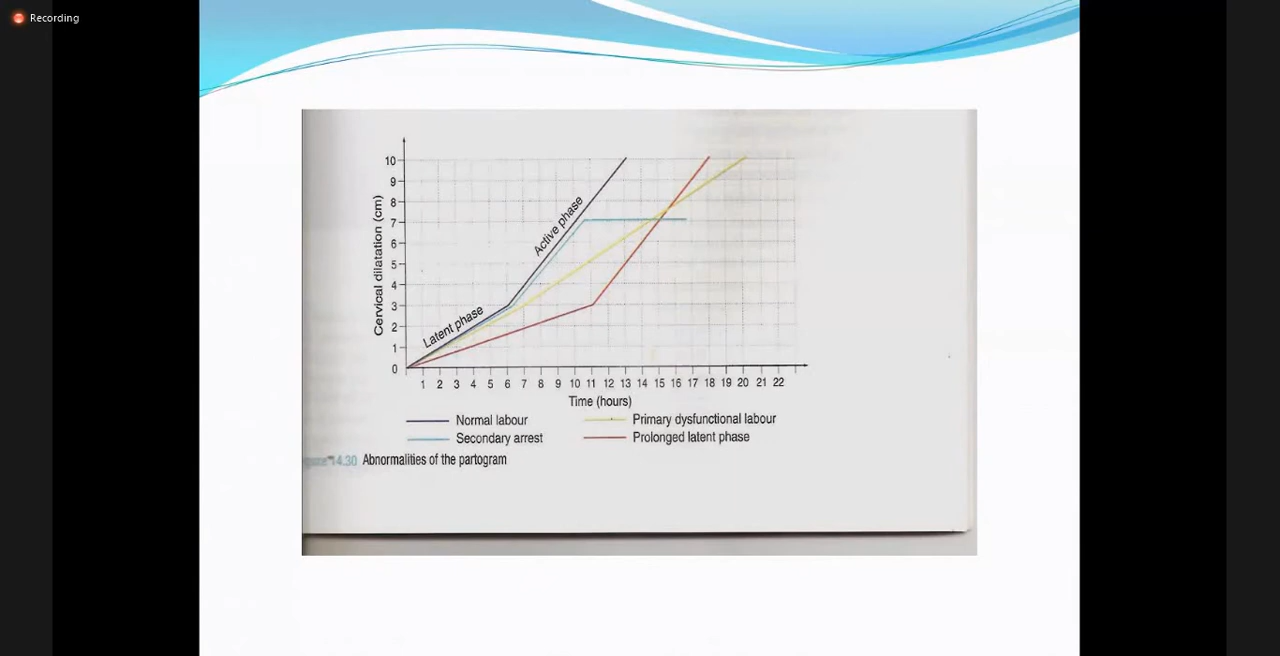 Recording
Cervical dilatation (cm)
10
9
8
7
6
5
4
3
2
1
0
Latent phase
Active phase
1 2 3 4 5 6 7 8 9 10 11 12 13 14 15 16 17 18 19 20 21 22
Time (hours)
Normal labour
Primary dysfunctional labour
Secondary arrest
Prolonged latent phase
14.30 Abnormalities of the partogram